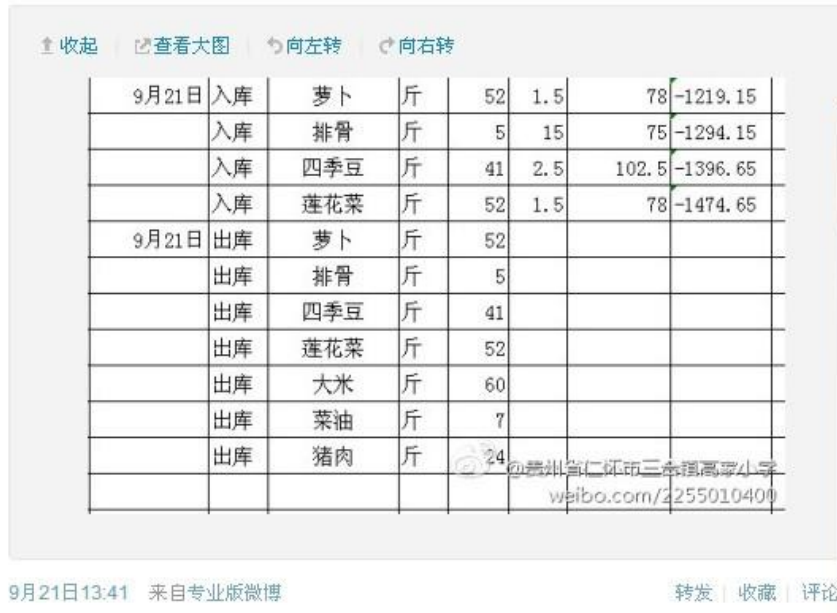 收起 查看大图 向左转 向右转
9月21日 入库 萝卜 斤 52 1.5 78 -1219.15
入库 排骨 斤 5 15 75 -1294.15
入库 四季豆 斤 41 2.5 102.5 -1396.65
入库 莲花菜 斤 52 1.5 78 -1474.65
9月21日 出库 萝卜 斤 52
出库 排骨 斤 5
出库 四季豆 斤 41
出库 莲花菜 斤 52
出库 大米 斤 60
出库 菜油 斤 7
出库 猪肉 斤 24
@贵州省仁怀市三合镇高家小学
weibo.com/2255010400
9月21日13:41 来自专业版微博 转发 收藏 评论